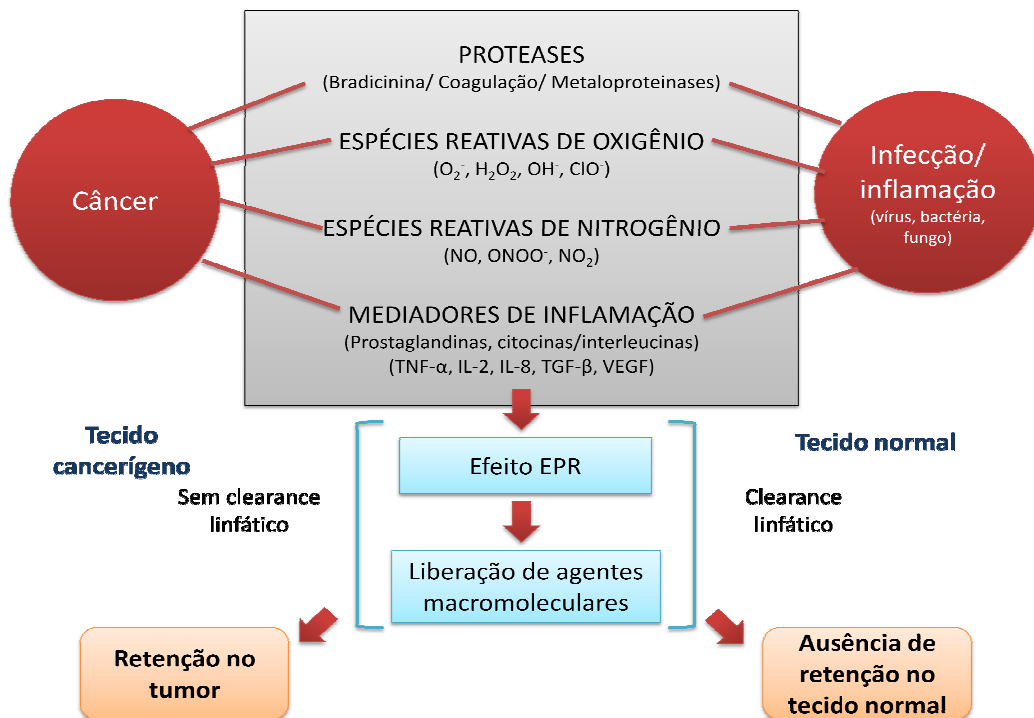 PROTEASES
(Bradicinina/ Coagulação/ Metaloproteinases)
ESPÉCIES REATIVAS DE OXIGÊNIO
(O₂⁻, H₂O₂, OH⁻, ClO⁻)
ESPÉCIES REATIVAS DE NITROGÊNIO
(NO, ONOO⁻, NO₂)
MEDIADORES DE INFLAMAÇÃO
(Prostaglandinas, citocinas/interleucinas)
(TNF-α, IL-2, IL-8, TGF-β, VEGF)
Câncer
Infecção/
inflamação
(vírus, bactéria,
fungo)
Tecido
cancerígeno
Sem clearance
linfático
Efeito EPR
Liberação de agentes
macromoleculares
Tecido normal
Clearance
linfático
Retenção no
tumor
Ausência de
retenção no
tecido normal